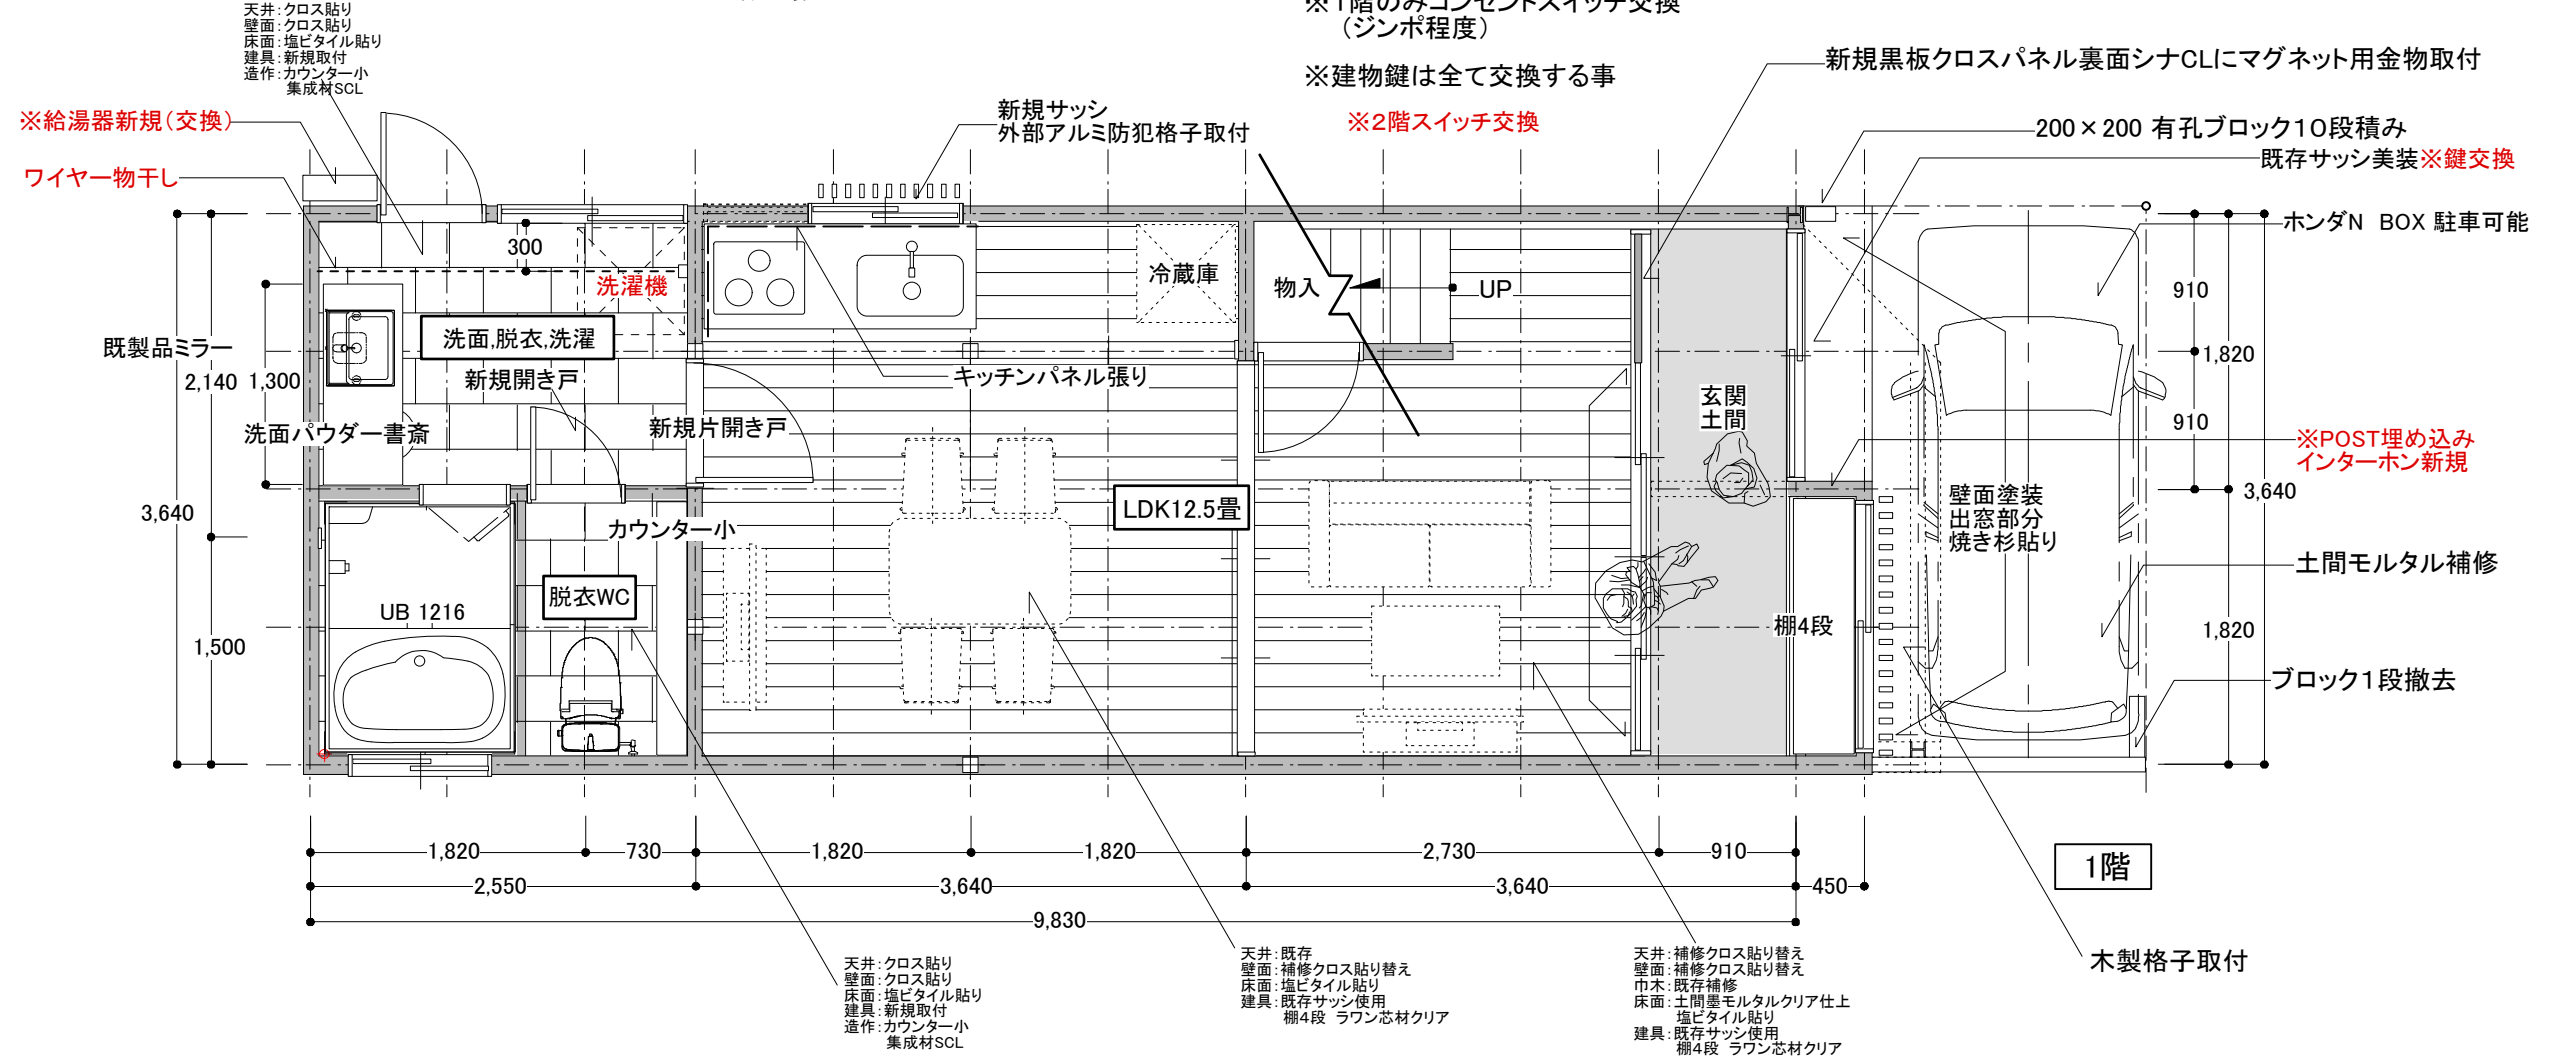 天井：クロス貼り
壁面：クロス貼り
床面：塩ビタイル貼り
建具：新規取付
造作：カウンター小
集成材SCL
※1階のみコンセントスイッチ交換
（ジンポ程度）
※建物鍵は全て交換する事
※2階スイッチ交換
新規黒板クロスパネル裏面シナCLにマグネット用金物取付
※給湯器新規（交換）
ワイヤー物干し
新規サッシ
外部アルミ防犯格子取付
200×200 有孔ブロック10段積み
既存サッシ美装※鍵交換
ホンダN BOX 駐車可能
300
洗濯機
冷蔵庫
物入
UP
910
1,820
910
3,640
1,820
洗面,脱衣,洗濯
既製品ミラー
2,140
1,300
新規開き戸
キッチンパネル張り
玄関
土間
洗面パウダー書斎
新規片開き戸
※POST埋め込み
インターホン新規
3,640
LDK12.5畳
壁面塗装
出窓部分
焼き杉貼り
カウンター小
土間モルタル補修
脱衣WC
UB 1216
棚4段
1,500
ブロック1段撤去
1,820
730
1,820
1,820
2,730
910
2,550
3,640
3,640
450
9,830
1階
木製格子取付
天井：クロス貼り
壁面：クロス貼り
床面：塩ビタイル貼り
建具：新規取付
造作：カウンター小
集成材SCL
天井：既存
壁面：補修クロス貼り替え
床面：塩ビタイル貼り
建具：既存サッシ使用
棚4段 ラワン芯材クリア
天井：補修クロス貼り替え
壁面：補修クロス貼り替え
巾木：既存補修
床面：土間墨モルタルクリア仕上
塩ビタイル貼り
建具：既存サッシ使用
棚4段 ラワン芯材クリア